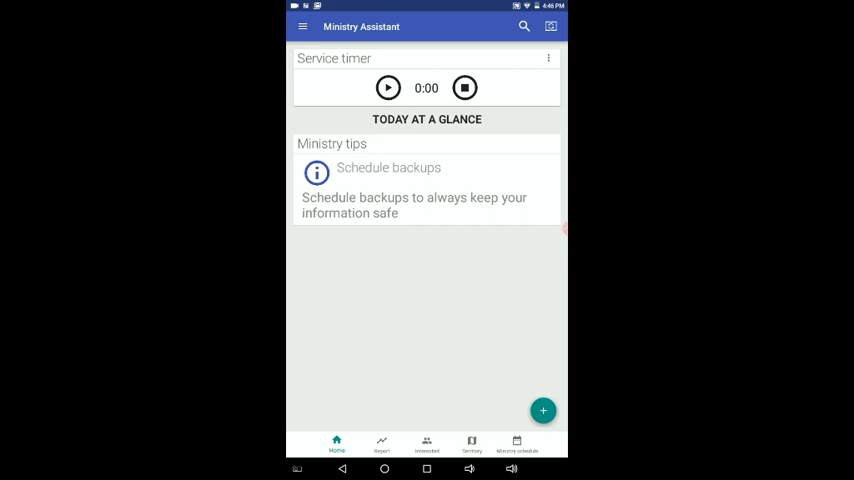 4:46 PM
Ministry Assistant
Service timer
0:00
TODAY AT A GLANCE
Ministry tips
Schedule backups
Schedule backups to always keep your
information safe
Home Report Interested Territory Ministry schedule